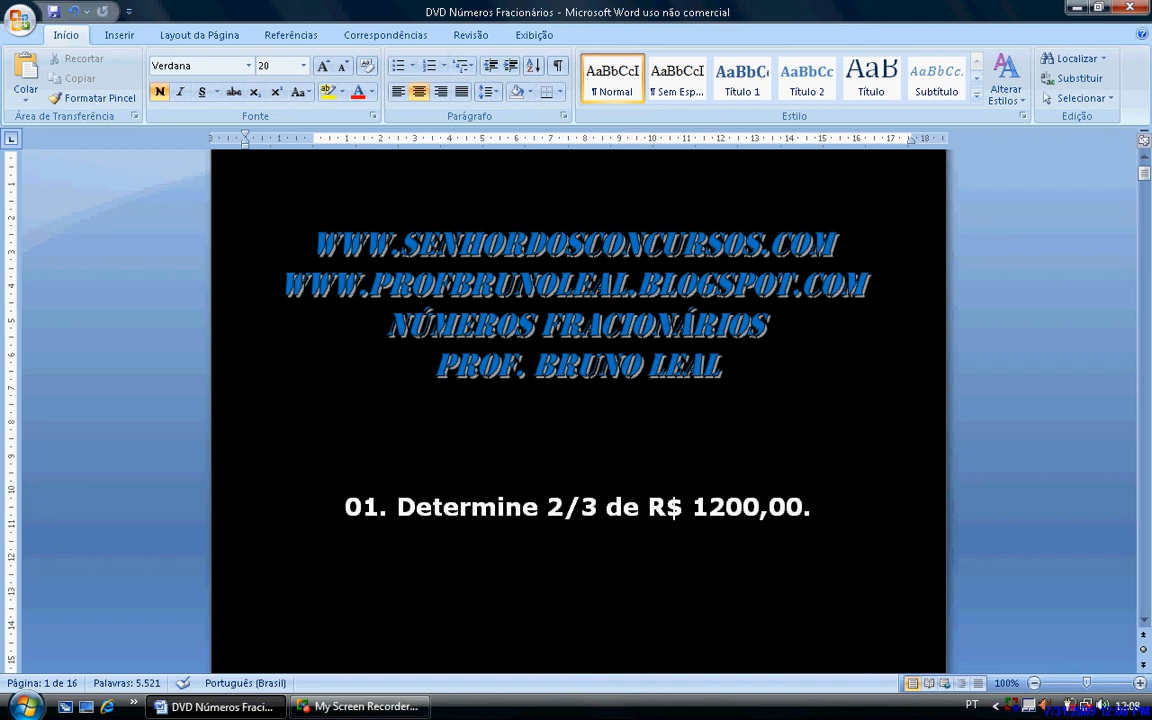 DVD Números Fracionários - Microsoft Word uso não comercial
Início Inserir Layout da Página Referências Correspondências Revisão Exibição
Colar Recortar Copiar Formatar Pincel
Verdana 20
AaBbCcI AaBbCcI AaBbC AaBbCc AaB AaBbCc.
¶ Normal ¶ Sem Esp... Título 1 Título 2 Título Subtítulo
Alterar Estilos
Localizar
Substituir
Selecionar
Área de Transferência Fonte Parágrafo Estilo Edição
WWW.SENHORDOSCONCURSOS.COM
WWW.PROFBRUNOLEAL.BLOGSPOT.COM
NÚMEROS FRACIONÁRIOS
PROF. BRUNO LEAL
01. Determine 2/3 de R$ 1200,00.
Página: 1 de 16 Palavras: 5.521 Português (Brasil) 100%
DVD Números Fraci... My Screen Recorder... PT 12:08